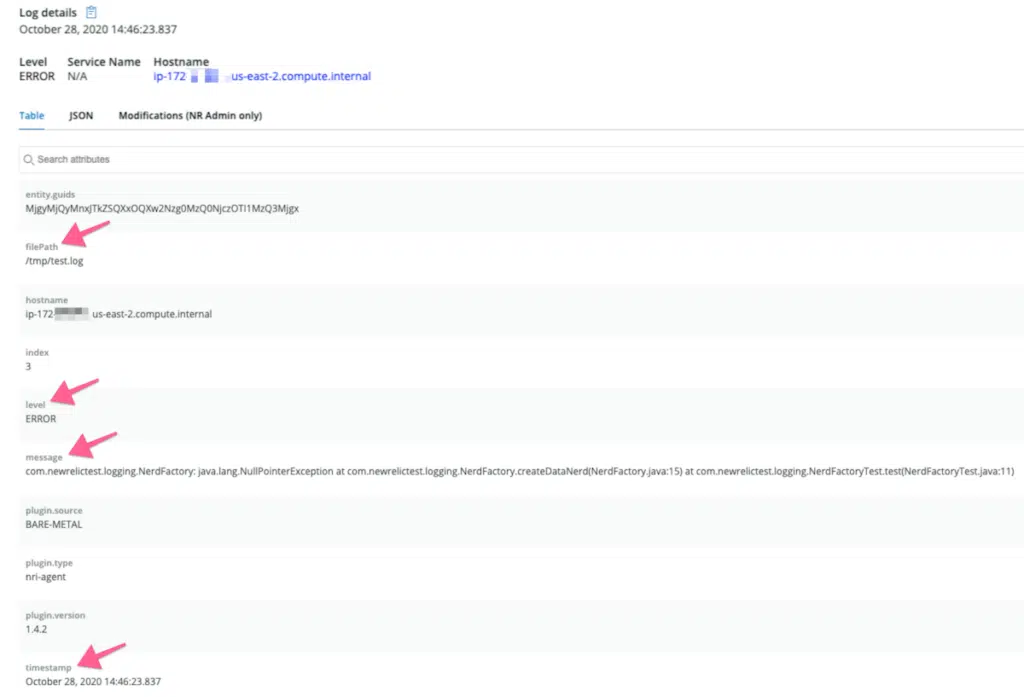 Log details
October 28, 2020 14:46:23.837
Level Service Name Hostname
ERROR N/A ip-172 us-east-2.compute.internal
Table JSON Modifications (NR Admin only)
Search attributes
entity.guids
MjgyMjQyMnxJTkZSQXxOQXw2Nzg0MzQ0NjczOTI1MzQ3Mjgx
filePath
/tmp/test.log
hostname
ip-172- us-east-2.compute.internal
index
3
level
ERROR
message
com.newrelictest.logging.NerdFactory: java.lang.NullPointerException at com.newrelictest.logging.NerdFactory.createDataNerd(NerdFactory.java:15) at com.newrelictest.logging.NerdFactoryTest.test(NerdFactoryTest.java:11)
plugin.source
BARE-METAL
plugin.type
nri-agent
plugin.version
1.4.2
timestamp
October 28, 2020 14:46:23.837